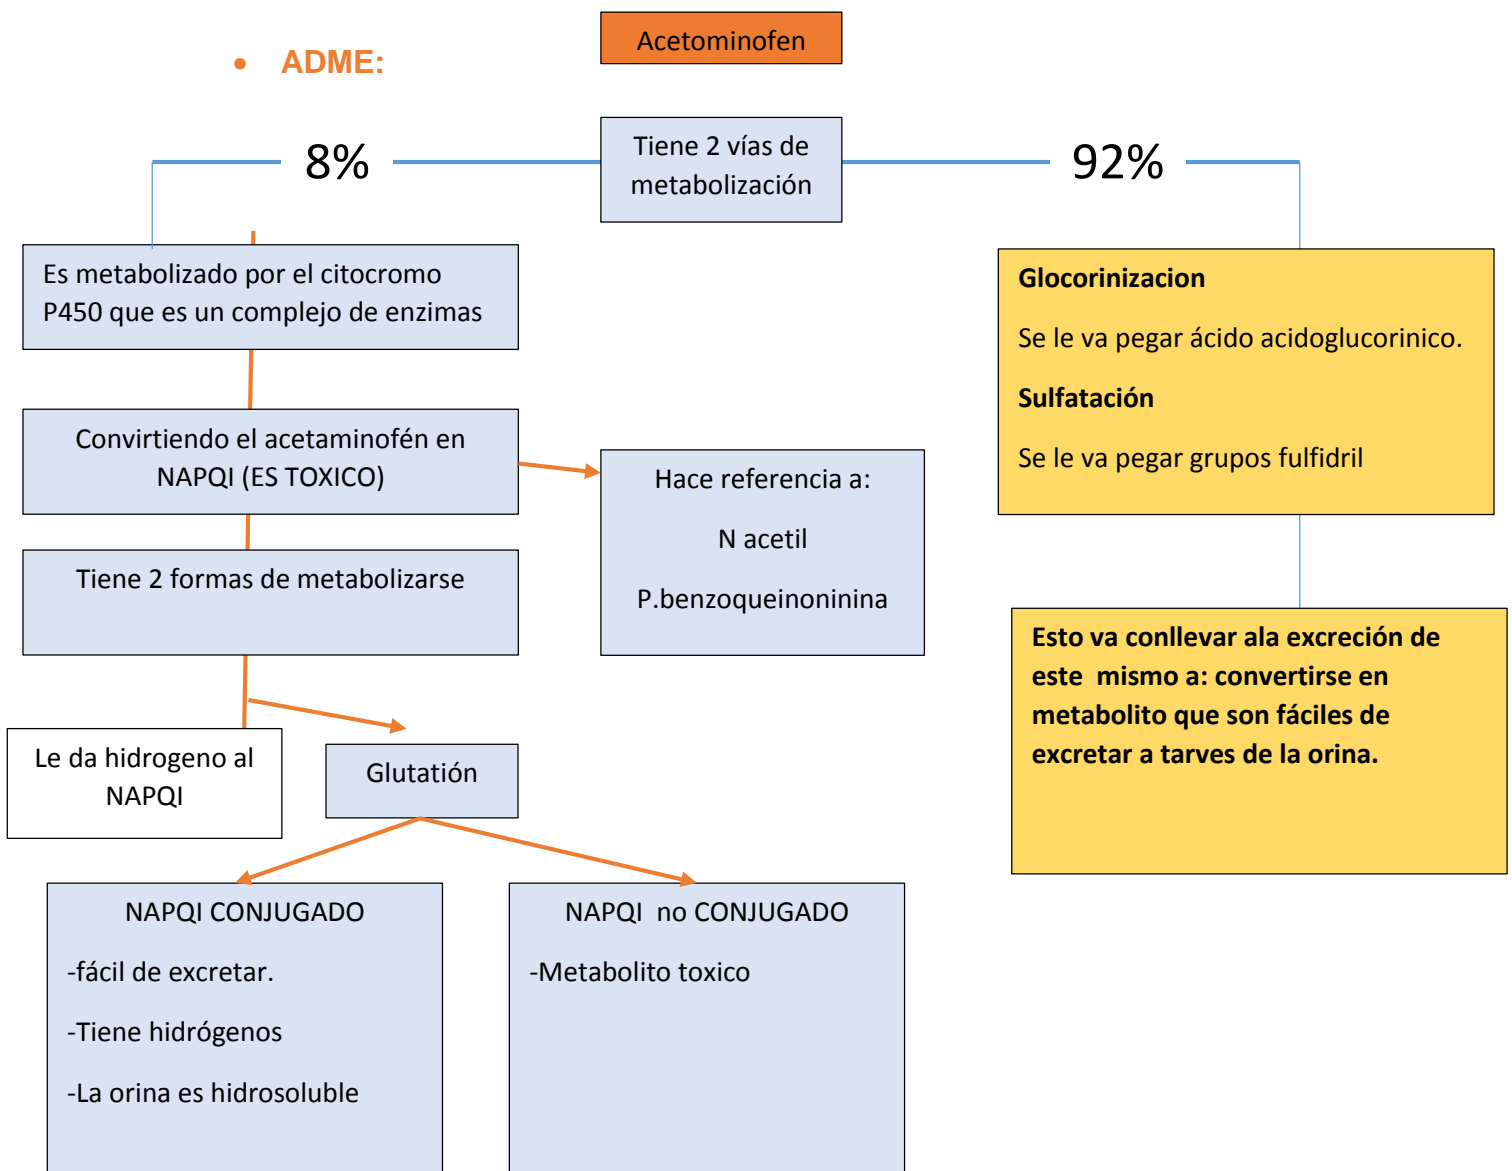 Acetominofen
• ADME:
8%
Tiene 2 vías de
metabolización
92%
Es metabolizado por el citocromo
P450 que es un complejo de enzimas
Convirtiendo el acetaminofén en
NAPQI (ES TOXICO)
Hace referencia a:
N acetil
P.benzoqueinoninina
Tiene 2 formas de metabolizarse
Le da hidrogeno al
NAPQI
Glutatión
NAPQI CONJUGADO
-fácil de excretar.
-Tiene hidrógenos
-La orina es hidrosoluble
NAPQI no CONJUGADO
-Metabolito toxico
Glocorinizacion
Se le va pegar ácido acidoglucorinico.
Sulfatación
Se le va pegar grupos fulfidril
Esto va conllevar ala excreción de
este mismo a: convertirse en
metabolito que son fáciles de
excretar a tarves de la orina.